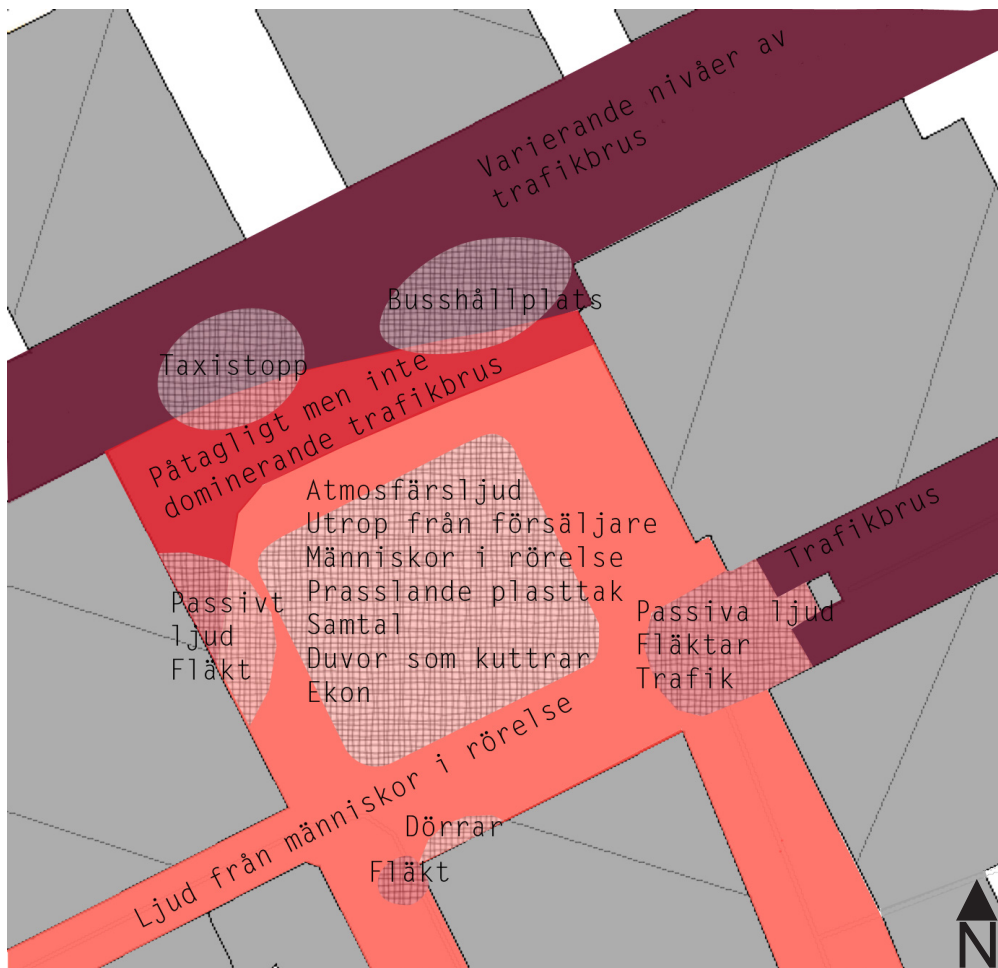 Varierande nivåer av
trafikbrus
Busshållplats
Taxistopp
Påtagligt men inte
dominerande trafikbrus
Atmosfärsljud
Utrop från försäljare
Människor i rörelse
Prasslande plasttak
Samtal
Duvor som kuttrar
Ekon
Trafikbrus
Passivt
ljud
Fläkt
Passiva ljud
Fläktar
Trafik
Ljud från människor i rörelse
Dörrar
Fläkt
N